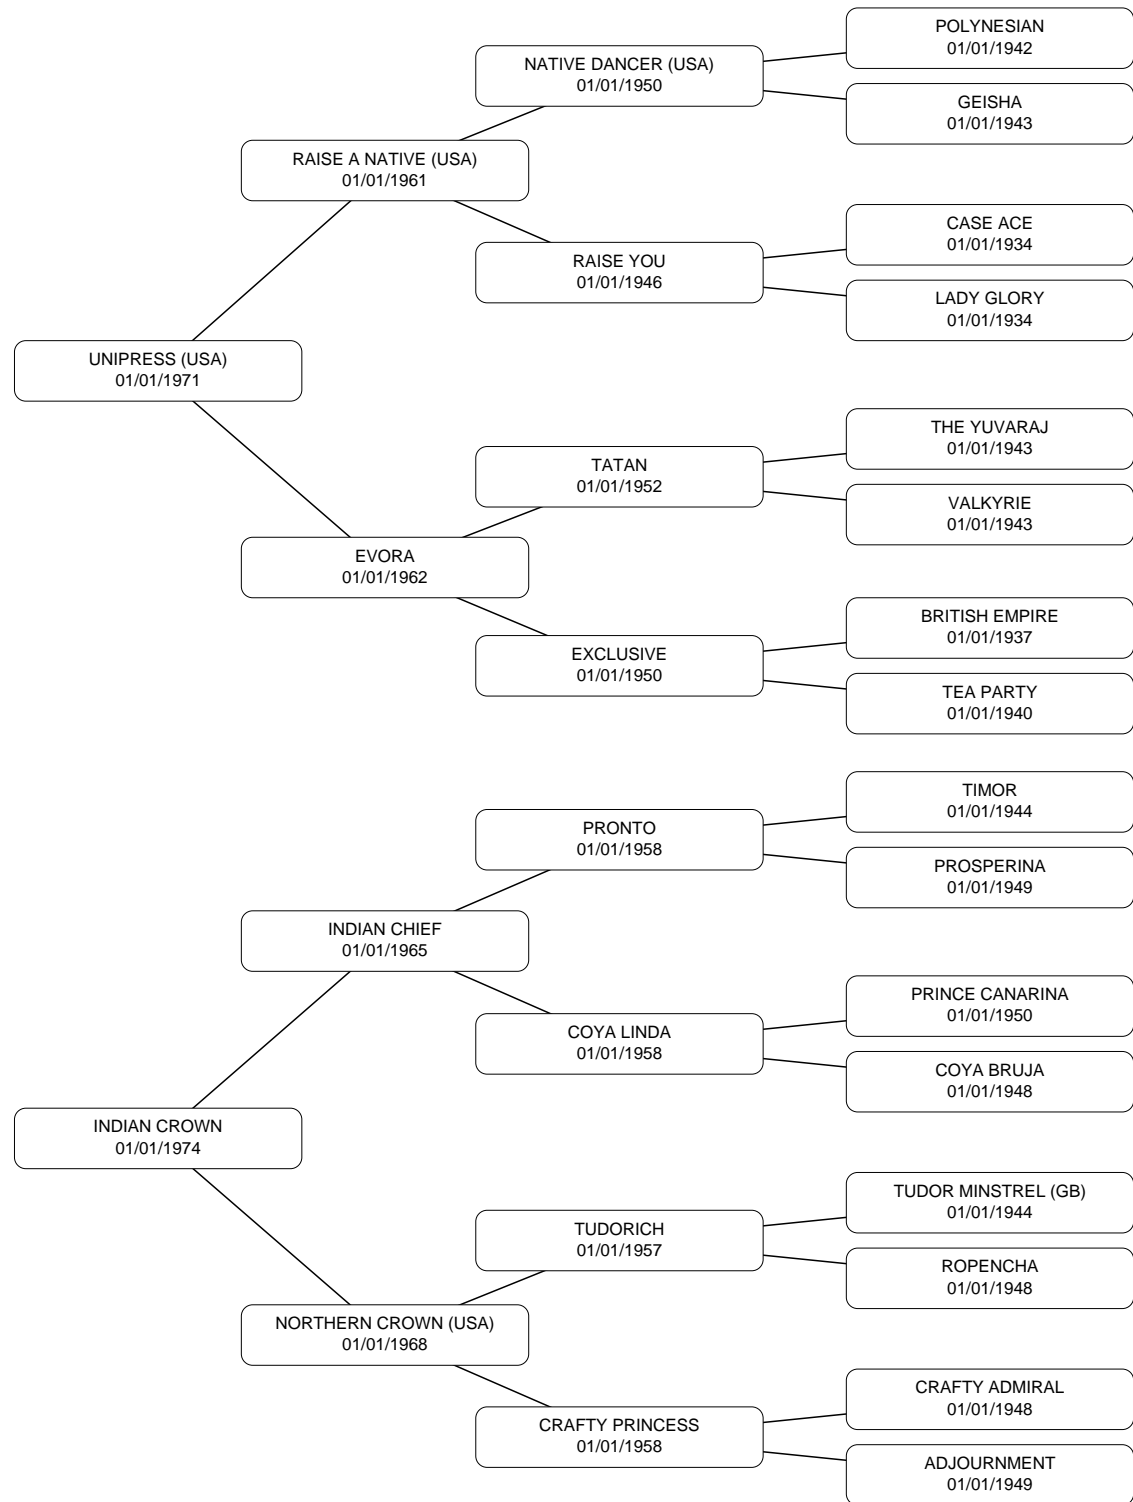 POLYNESIAN
01/01/1942
NATIVE DANCER (USA)
01/01/1950
GEISHA
01/01/1943
RAISE A NATIVE (USA)
01/01/1961
CASE ACE
01/01/1934
RAISE YOU
01/01/1946
LADY GLORY
01/01/1934
UNIPRESS (USA)
01/01/1971
THE YUVARAJ
01/01/1943
TATAN
01/01/1952
VALKYRIE
01/01/1943
EVORA
01/01/1962
BRITISH EMPIRE
01/01/1937
EXCLUSIVE
01/01/1950
TEA PARTY
01/01/1940
TIMOR
01/01/1944
PRONTO
01/01/1958
PROSPERINA
01/01/1949
INDIAN CHIEF
01/01/1965
PRINCE CANARINA
01/01/1950
COYA LINDA
01/01/1958
COYA BRUJA
01/01/1948
INDIAN CROWN
01/01/1974
TUDOR MINSTREL (GB)
01/01/1944
TUDORICH
01/01/1957
ROPENCHA
01/01/1948
NORTHERN CROWN (USA)
01/01/1968
CRAFTY ADMIRAL
01/01/1948
CRAFTY PRINCESS
01/01/1958
ADJOURNMENT
01/01/1949